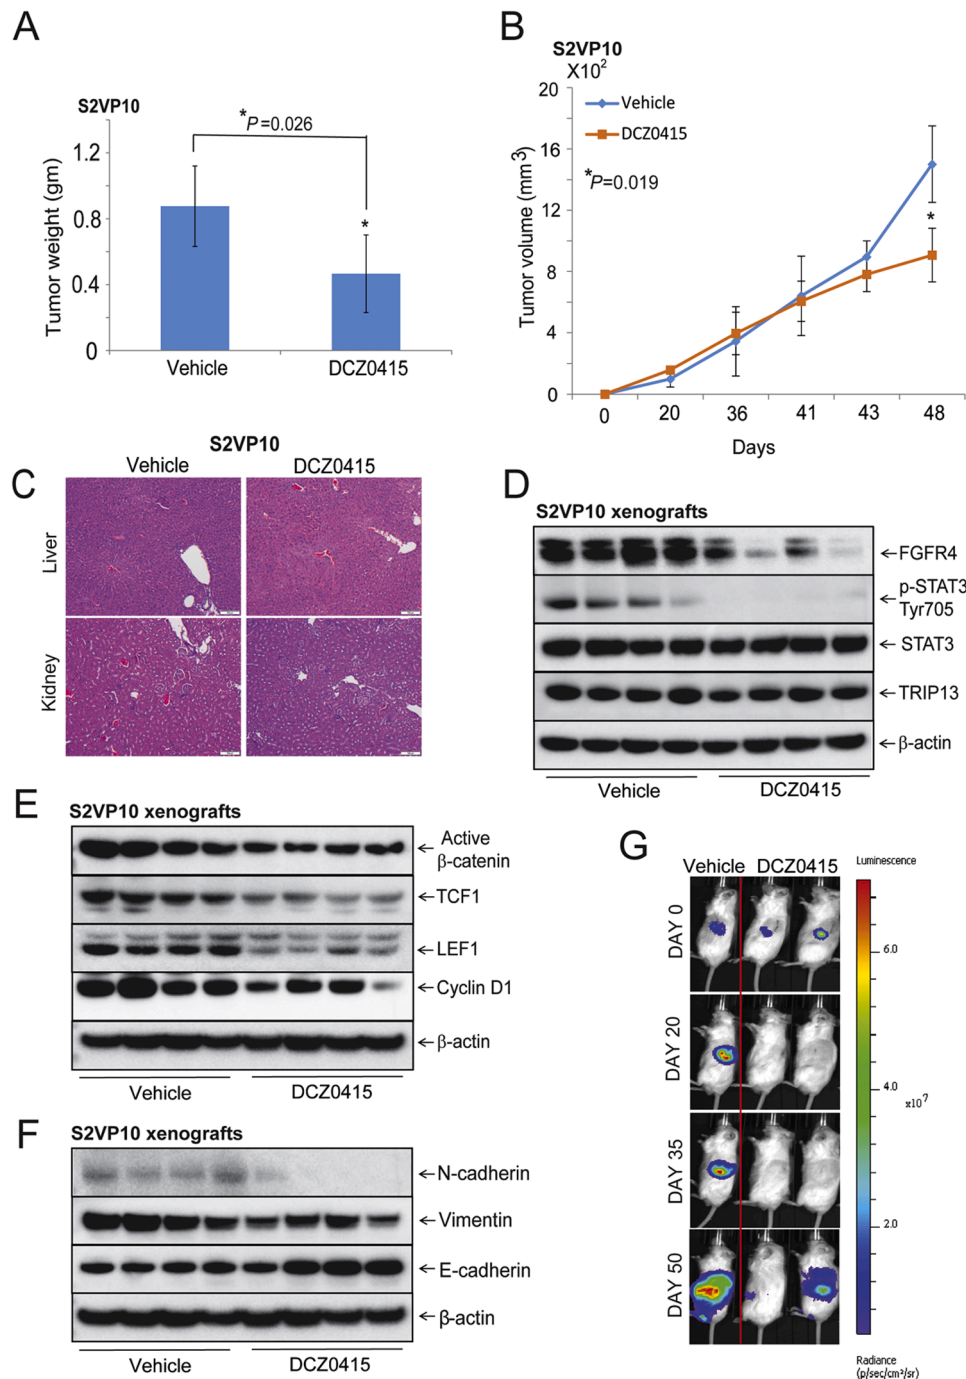 A
S2VP10
*P=0.026
Tumor weight (gm)
1.2
0.8
*
0.4
0
Vehicle
DCZ0415
B
S2VP10
X10²
20
Vehicle
DCZ0415
16
*P=0.019
12
*
8
4
0
Tumor volume (mm³)
0 20 36 41 43 48
Days
C
S2VP10
Vehicle DCZ0415
Liver
Kidney
D
S2VP10 xenografts
←FGFR4
p-STAT3
← Tyr705
←STAT3
←TRIP13
←β-actin
Vehicle DCZ0415
E
S2VP10 xenografts
Active
←β-catenin
←TCF1
←LEF1
←Cyclin D1
←β-actin
Vehicle DCZ0415
F
S2VP10 xenografts
←N-cadherin
←Vimentin
←E-cadherin
←β-actin
Vehicle DCZ0415
G
Vehicle DCZ0415
DAY 0
DAY 20
DAY 35
DAY 50
Luminescence
6.0
4.0
x10⁷
2.0
Radiance
(p/sec/cm²/sr)